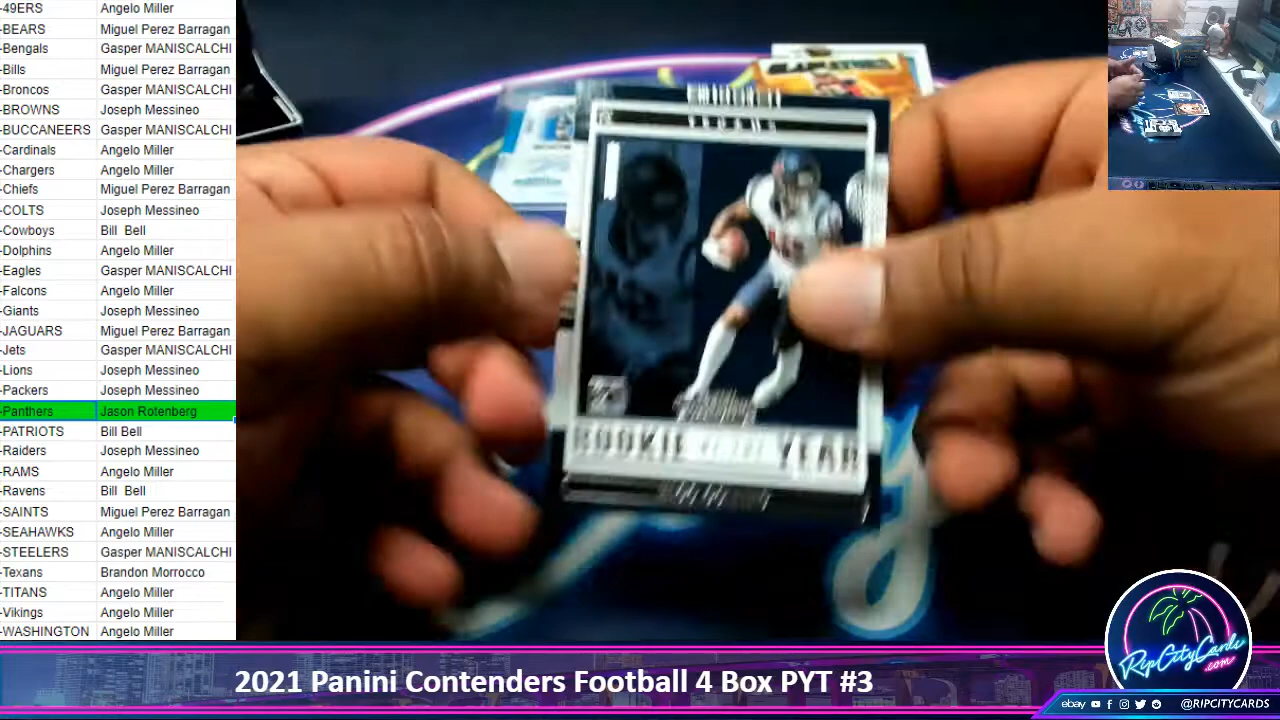 -49ERS Angelo Miller
-BEARS Miguel Perez Barragan
-Bengals Gasper MANISCALCHI
-Bills Miguel Perez Barragan
-Broncos Gasper MANISCALCHI
-BROWNS Joseph Messineo
-BUCCANEERS Gasper MANISCALCHI
-Cardinals Angelo Miller
-Chargers Angelo Miller
-Chiefs Miguel Perez Barragan
-COLTS Joseph Messineo
-Cowboys Bill Bell
-Dolphins Angelo Miller
-Eagles Gasper MANISCALCHI
-Falcons Angelo Miller
-Giants Joseph Messineo
-JAGUARS Miguel Perez Barragan
-Jets Gasper MANISCALCHI
-Lions Joseph Messineo
-Packers Joseph Messineo
-Panthers Jason Rotenberg
-PATRIOTS Bill Bell
-Raiders Joseph Messineo
-RAMS Angelo Miller
-Ravens Bill Bell
-SAINTS Miguel Perez Barragan
-SEAHAWKS Angelo Miller
-STEELERS Gasper MANISCALCHI
-Texans Brandon Morrocco
-TITANS Angelo Miller
-Vikings Angelo Miller
-WASHINGTON Angelo Miller
ROOKIE OF THE YEAR
RipCityCards
.com
2021 Panini Contenders Football 4 Box PYT #3
ebay @RIPCITYCARDS